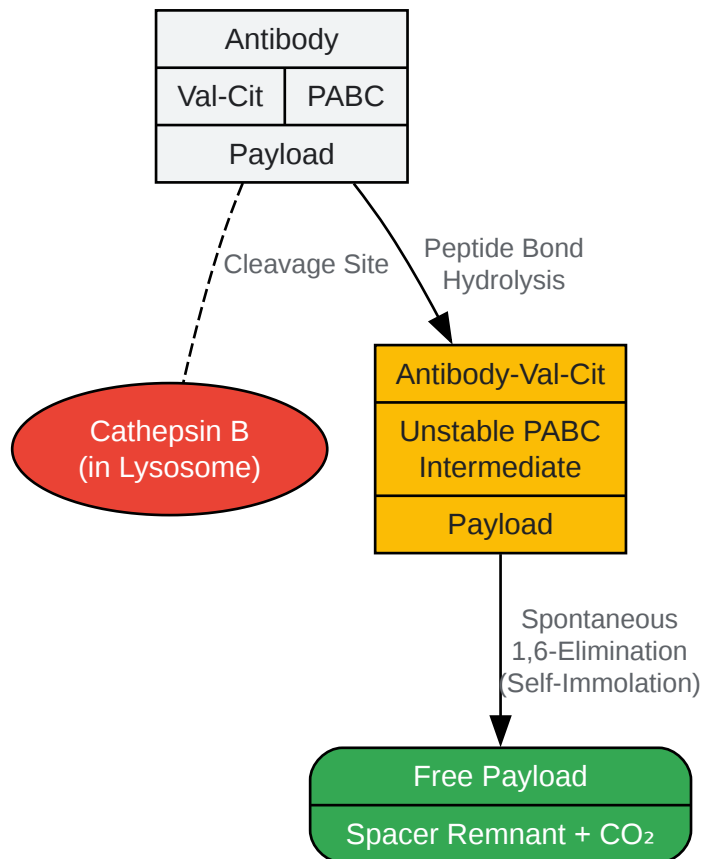 Antibody
Val-Cit
PABC
Payload
Cleavage Site
Peptide Bond
Hydrolysis
Cathepsin B
(in Lysosome)
Antibody-Val-Cit
Unstable PABC
Intermediate
Payload
Spontaneous
1,6-Elimination
(Self-Immolation)
Free Payload
Spacer Remnant + CO₂